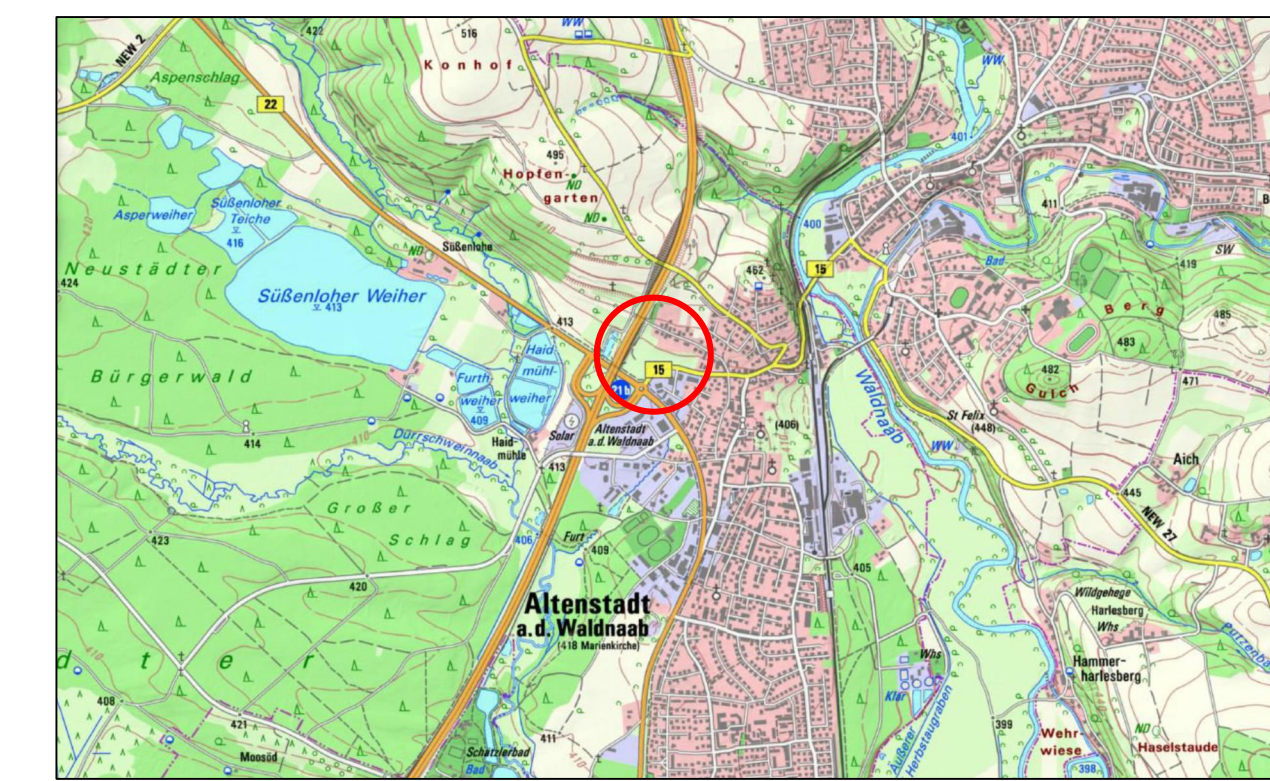 WW
422
516
NEW 2
Konhof
WW
Aspenschlag
22
401
495
Hopfen-
ND
garten
411
Asperweiher
Süßenloher
Teiche
416
ND
400
Süßenlohe
ND
Bad
SW
419
Neustädter
424
462
15
Süßenloher Weiher
413
413
Berg
485
483
Haid
mühl-
weiher
Bürgerwald
Furth
weiher
409
15
482
Gulch
471
Waldnaab
414
Dürrschweinnaab
Haid-
mühle
Solar
Altenstadt
a.d. Waldnaab
(406)
St Felix
(448)
WW
413
Aich
445
NEW 27
Großer
Schlag
423
406
Furt
409
405
420
Altenstadt
a.d. Waldnaab
(418 Marienkirche)
Wildgehege
Harlesberg
Whs
d t e r
Whs
Hammer-
harlesberg
Klär
408
421
Moosöd
411
Schätzlerbad
Bad
Äußerer
Herbstaugraben
399
Wehr-
wiese
398
ND
Haselstaude